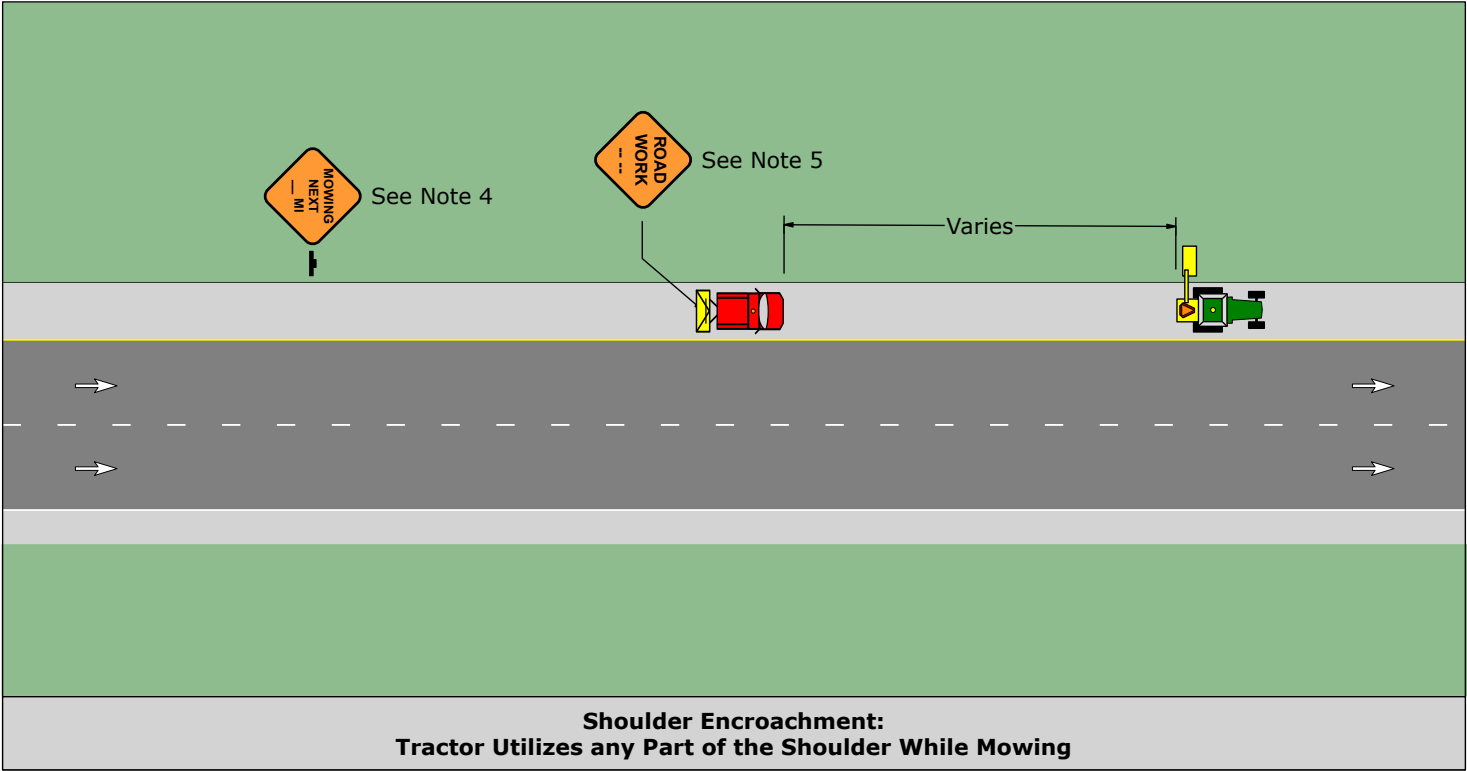 ROAD
WORK
-- --
See Note 5
MOWING
NEXT
__ MI
See Note 4
Varies
Shoulder Encroachment:
Tractor Utilizes any Part of the Shoulder While Mowing